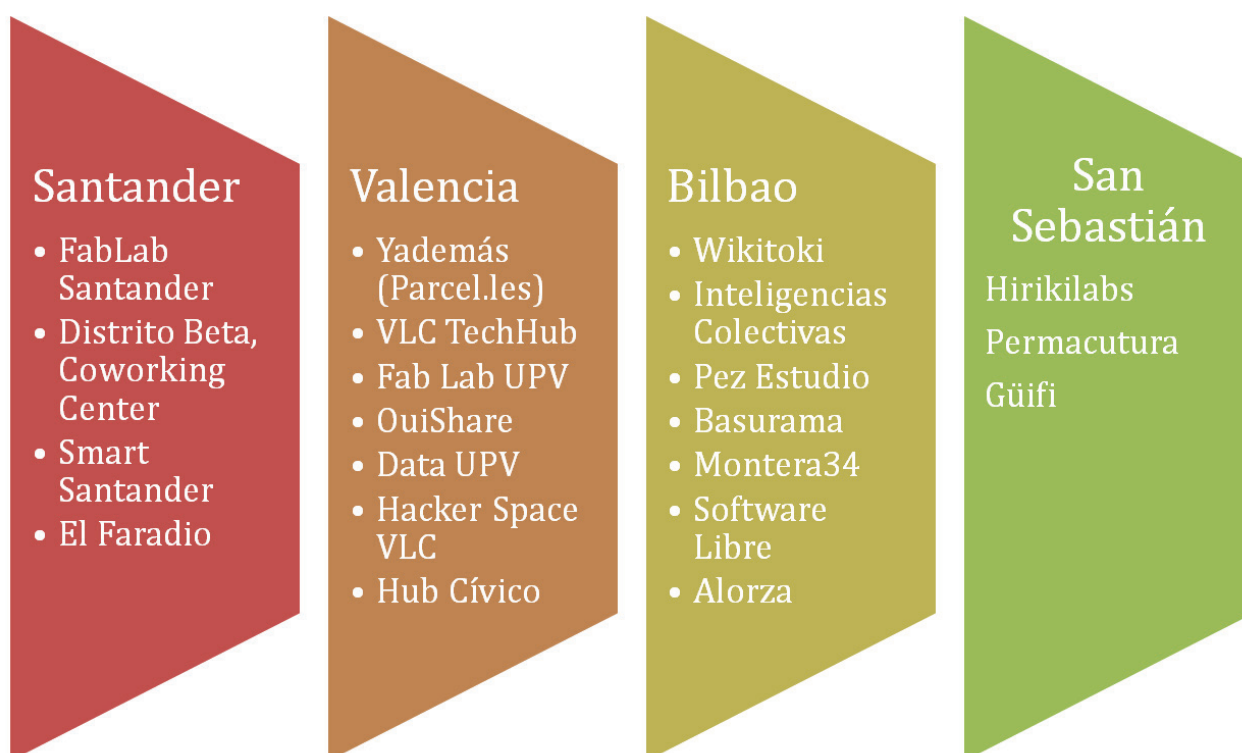 Santander
• FabLab
Santander
• Distrito Beta,
Coworking
Center
• Smart
Santander
• El Faradio
Valencia
• Yademás
(Parcel.les)
• VLC TechHub
• Fab Lab UPV
• OuiShare
• Data UPV
• Hacker Space
VLC
• Hub Cívico
Bilbao
• Wikitoki
• Inteligencias
Colectivas
• Pez Estudio
• Basurama
• Montera34
• Software
Libre
• Alorza
San
Sebastián
Hirikilabs
Permacutura
Güifi